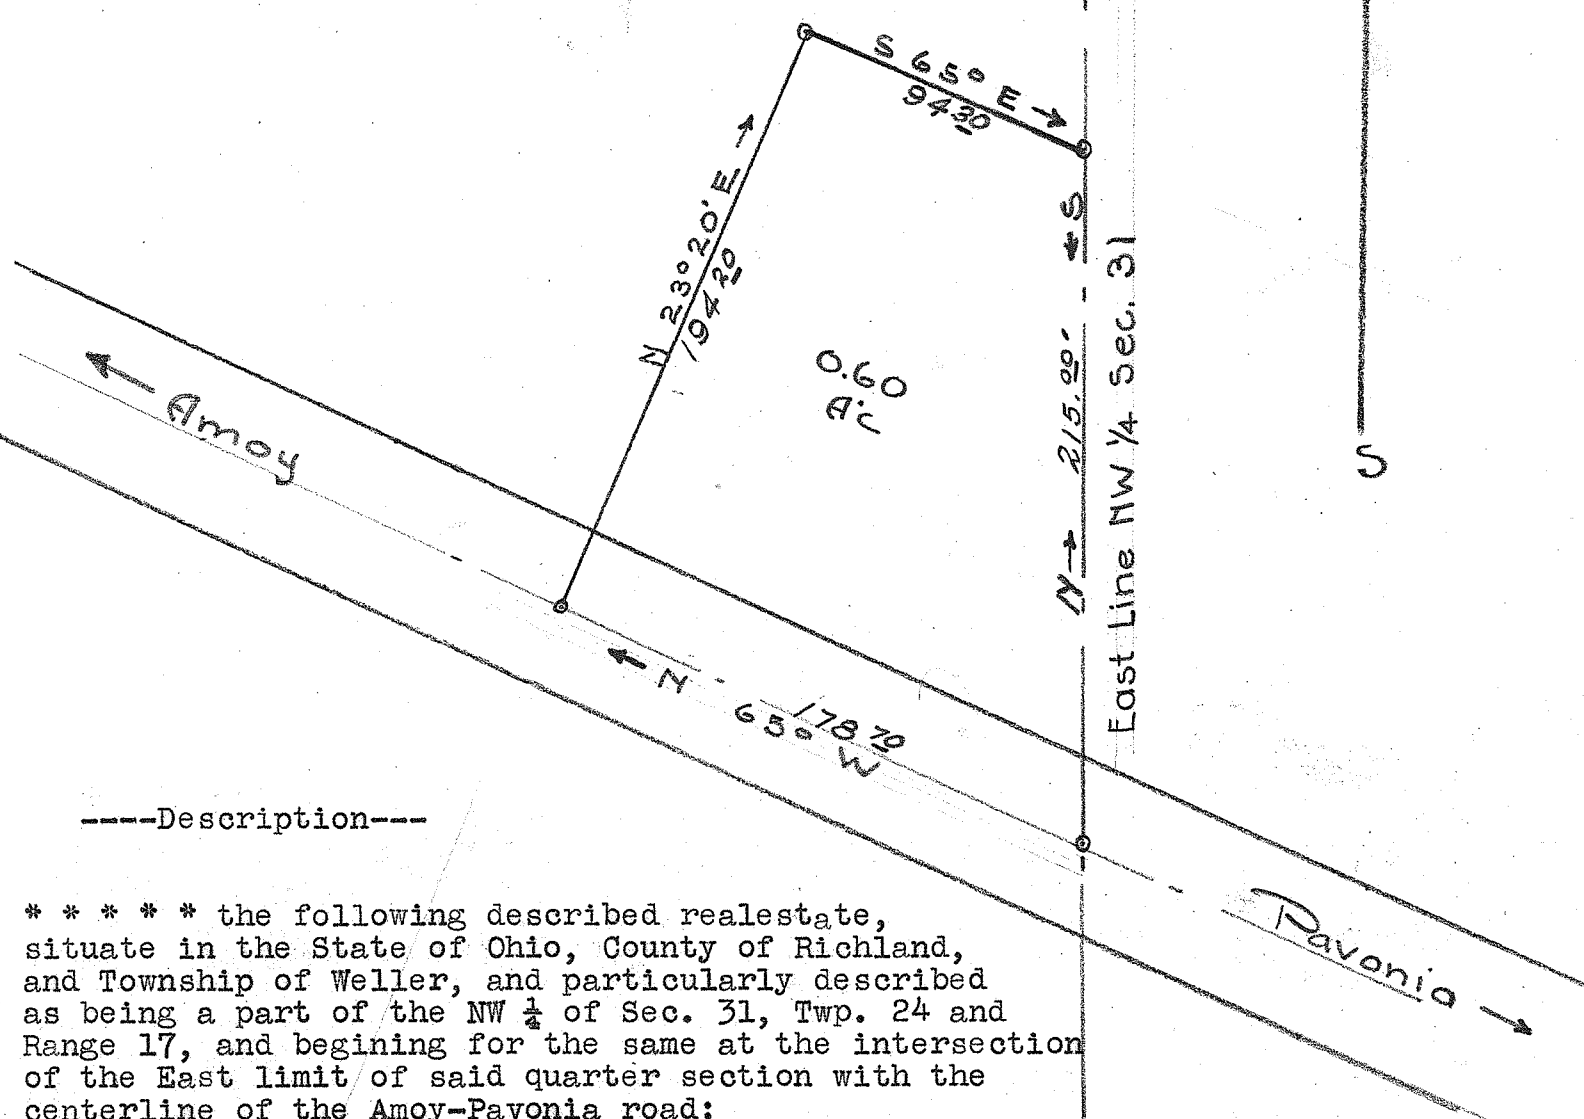 S 65° E →
94.30
N 23° 20' E →
194.20
S
N → 215.00'
East Line NW 1/4 Sec. 31
S
0.60
Ac
← Amoy
← N 65° W
178.70
Pavonia →
----Description---
* * * * * the following described realestate,
situate in the State of Ohio, County of Richland,
and Township of Weller, and particularly described
as being a part of the NW ¼ of Sec. 31, Twp. 24 and
Range 17, and begining for the same at the intersection
of the East limit of said quarter section with the
centerline of the Amoy-Pavonia road: